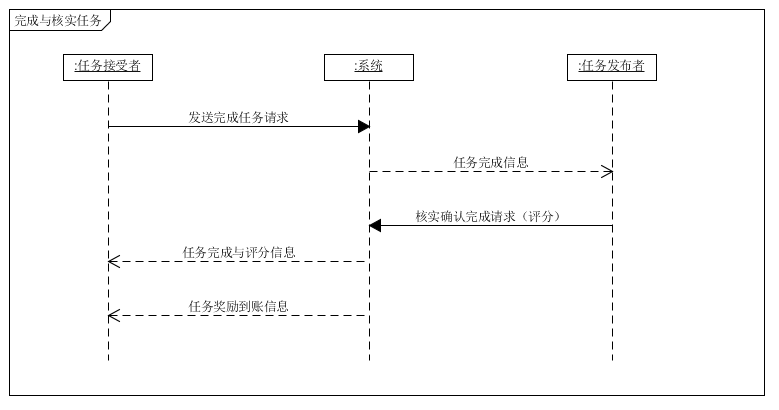 完成与核实任务
:任务接受者
:系统
:任务发布者
发送完成任务请求
任务完成信息
核实确认完成请求（评分）
任务完成与评分信息
任务奖励到账信息